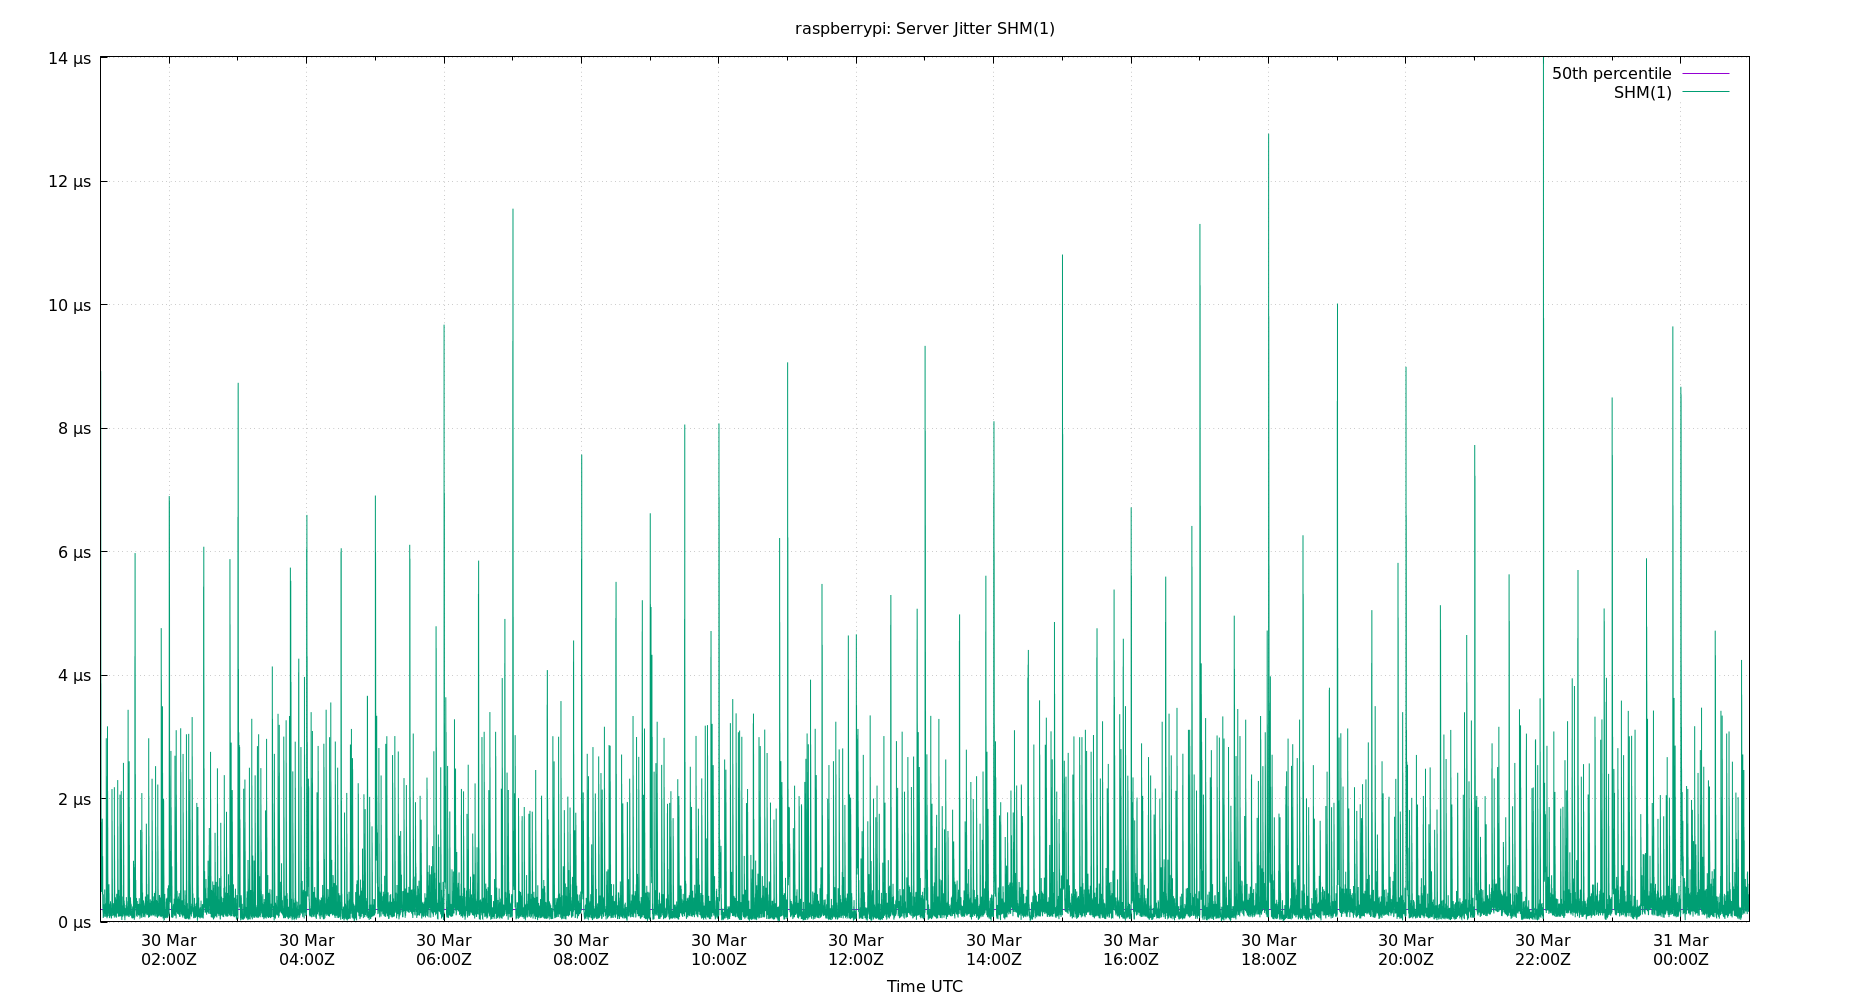 raspberrypi: Server Jitter SHM(1)
14 µs
12 µs
10 µs
8 µs
6 µs
4 µs
2 µs
0 µs
50th percentile
SHM(1)
30 Mar 30 Mar 30 Mar 30 Mar 30 Mar 30 Mar 30 Mar 30 Mar 30 Mar 30 Mar 30 Mar 31 Mar
02:00Z 04:00Z 06:00Z 08:00Z 10:00Z 12:00Z 14:00Z 16:00Z 18:00Z 20:00Z 22:00Z 00:00Z
Time UTC